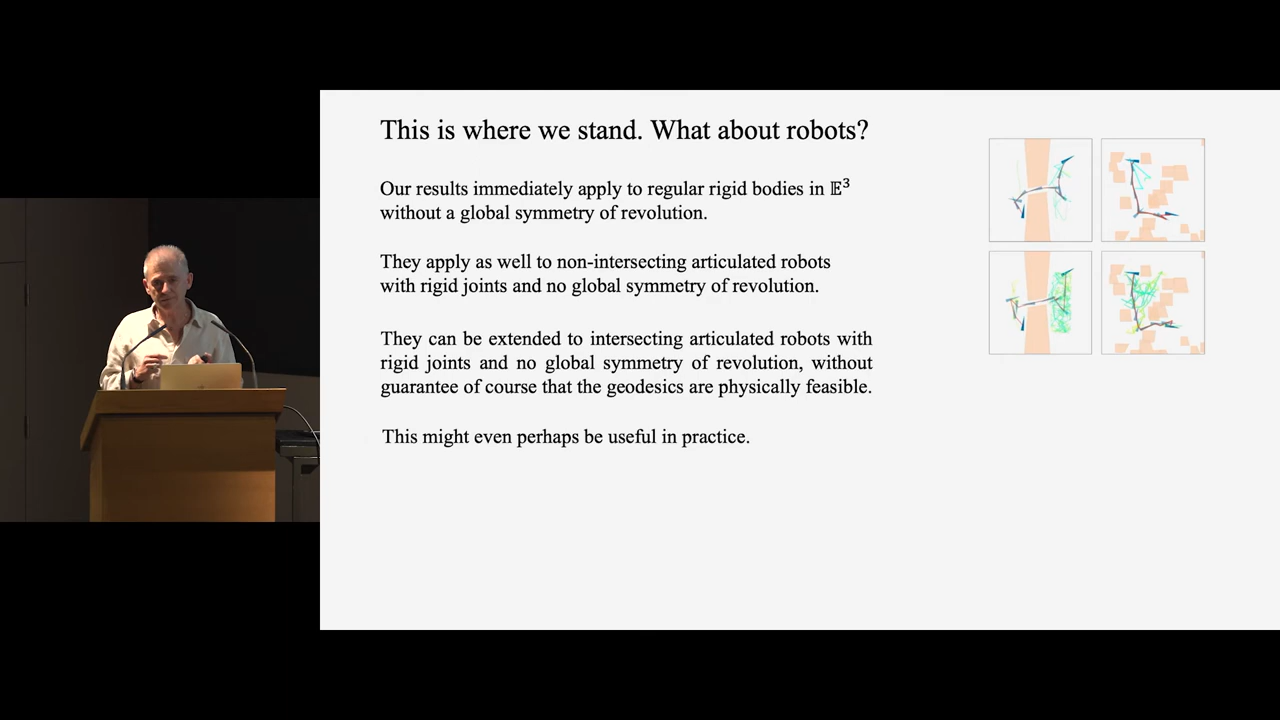 This is where we stand. What about robots?
Our results immediately apply to regular rigid bodies in 𝔼³
without a global symmetry of revolution.
They apply as well to non-intersecting articulated robots
with rigid joints and no global symmetry of revolution.
They can be extended to intersecting articulated robots with
rigid joints and no global symmetry of revolution, without
guarantee of course that the geodesics are physically feasible.
This might even perhaps be useful in practice.